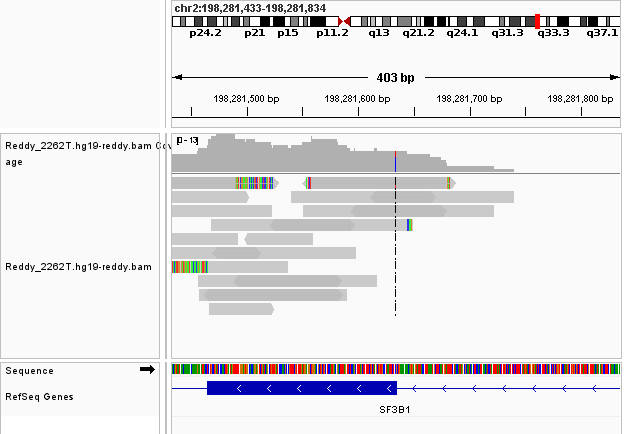 chr2:198,281,433-198,281,834
p24.2 p21 p15 p11.2 q13 q21.2 q24.1 q31.3 q33.3 q37.1
403 bp
198,281,500 bp 198,281,600 bp 198,281,700 bp 198,281,800 bp
Reddy_2262T.hg19-reddy.bam Cov
age
[0 - 13]
Reddy_2262T.hg19-reddy.bam
Sequence
RefSeq Genes
SF3B1